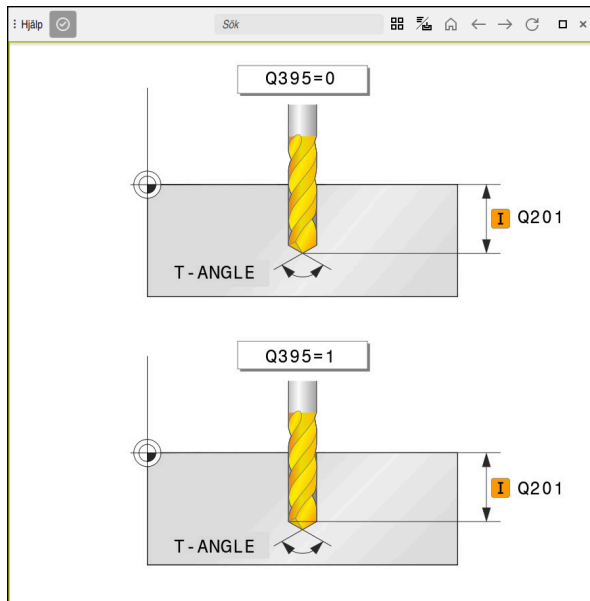 Hjälp
Sök
Q395=0
I Q201
T-ANGLE
Q395=1
I Q201
T-ANGLE